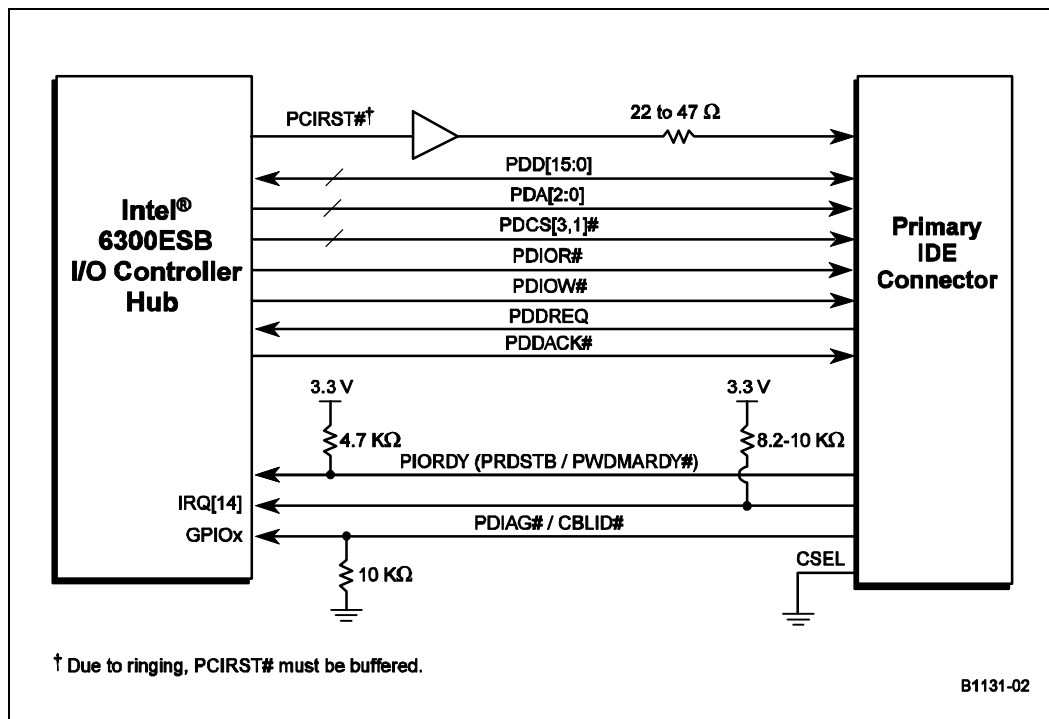 PCIRST#†
22 to 47 Ω
PDD[15:0]
PDA[2:0]
PDCS[3,1]#
PDIOR#
PDIOW#
PDDREQ
PDDACK#
Intel®
6300ESB
I/O Controller
Hub
Primary
IDE
Connector
3.3 V
3.3 V
4.7 KΩ
8.2-10 KΩ
PIORDY (PRDSTB / PWDMARDY#)
IRQ[14]
GPIOx
PDIAG# / CBLID#
CSEL
10 KΩ
† Due to ringing, PCIRST# must be buffered.
B1131-02